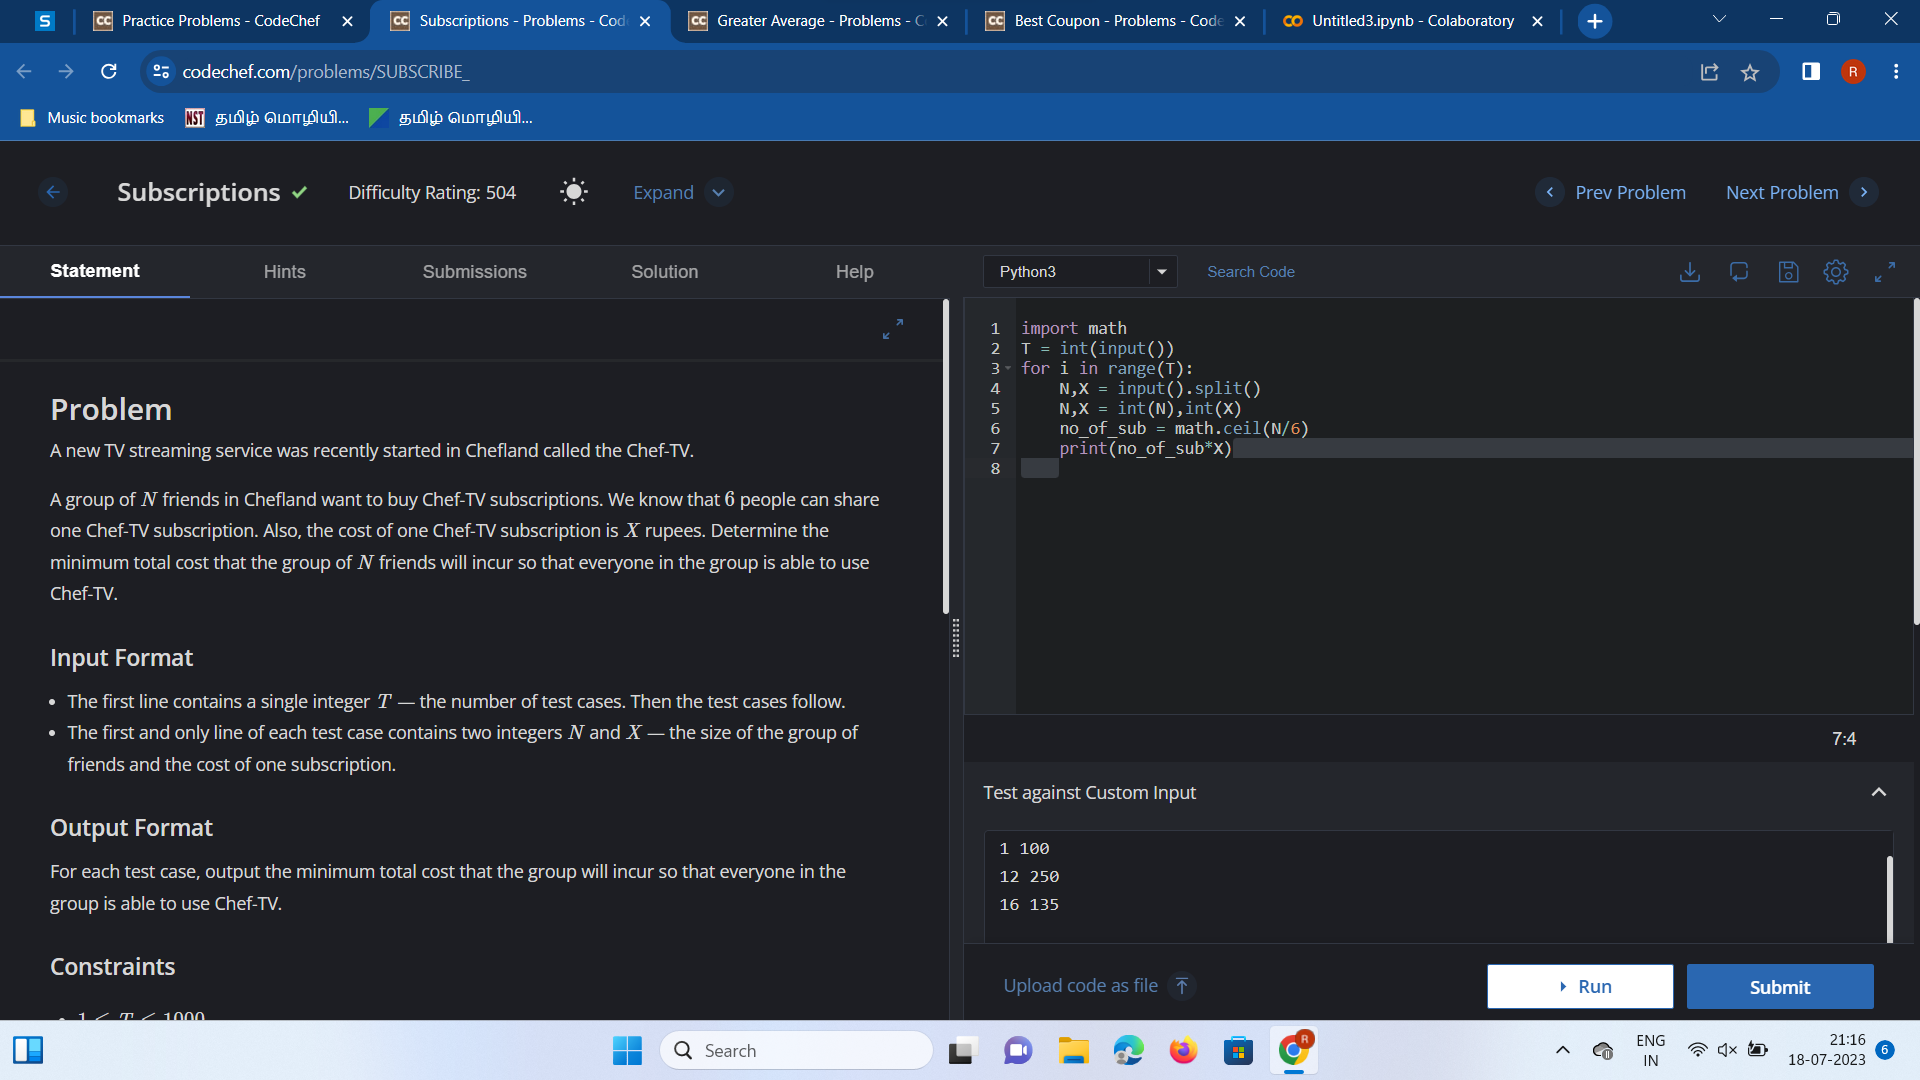 Practice Problems - CodeChef
Subscriptions - Problems - Cod
Greater Average - Problems - C
Best Coupon - Problems - Code
Untitled3.ipynb - Colaboratory
codechef.com/problems/SUBSCRIBE_
R
Music bookmarks
NST தமிழ் மொழியி...
தமிழ் மொழியி...
Subscriptions
Difficulty Rating: 504
Expand
Prev Problem
Next Problem
Statement
Hints
Submissions
Solution
Help
Python3
Search Code
Problem
A new TV streaming service was recently started in Chefland called the Chef-TV.
A group of N friends in Chefland want to buy Chef-TV subscriptions. We know that 6 people can share
one Chef-TV subscription. Also, the cost of one Chef-TV subscription is X rupees. Determine the
minimum total cost that the group of N friends will incur so that everyone in the group is able to use
Chef-TV.
Input Format
• The first line contains a single integer T — the number of test cases. Then the test cases follow.
• The first and only line of each test case contains two integers N and X — the size of the group of
friends and the cost of one subscription.
Output Format
For each test case, output the minimum total cost that the group will incur so that everyone in the
group is able to use Chef-TV.
Constraints
• 1 ≤ T ≤ 1000
1 import math
2 T = int(input())
3 for i in range(T):
4     N,X = input().split()
5     N,X = int(N),int(X)
6     no_of_sub = math.ceil(N/6)
7     print(no_of_sub*X)
8
7:4
Test against Custom Input
1 100
12 250
16 135
Upload code as file
Run
Submit
Search
R
ENG
IN
21:16
18-07-2023
6